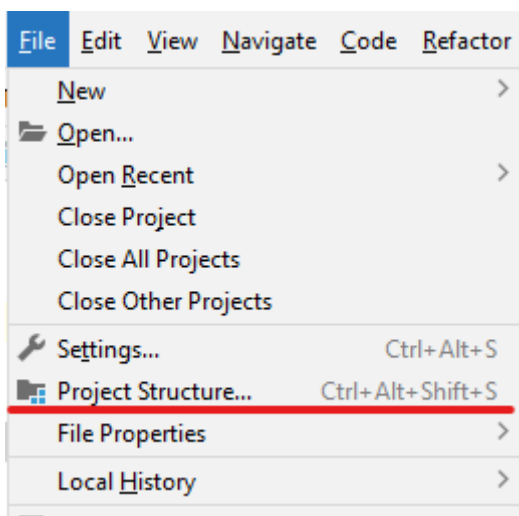 File Edit View Navigate Code Refactor
New
Open...
Open Recent
Close Project
Close All Projects
Close Other Projects
Settings... Ctrl+Alt+S
Project Structure... Ctrl+Alt+Shift+S
File Properties
Local History